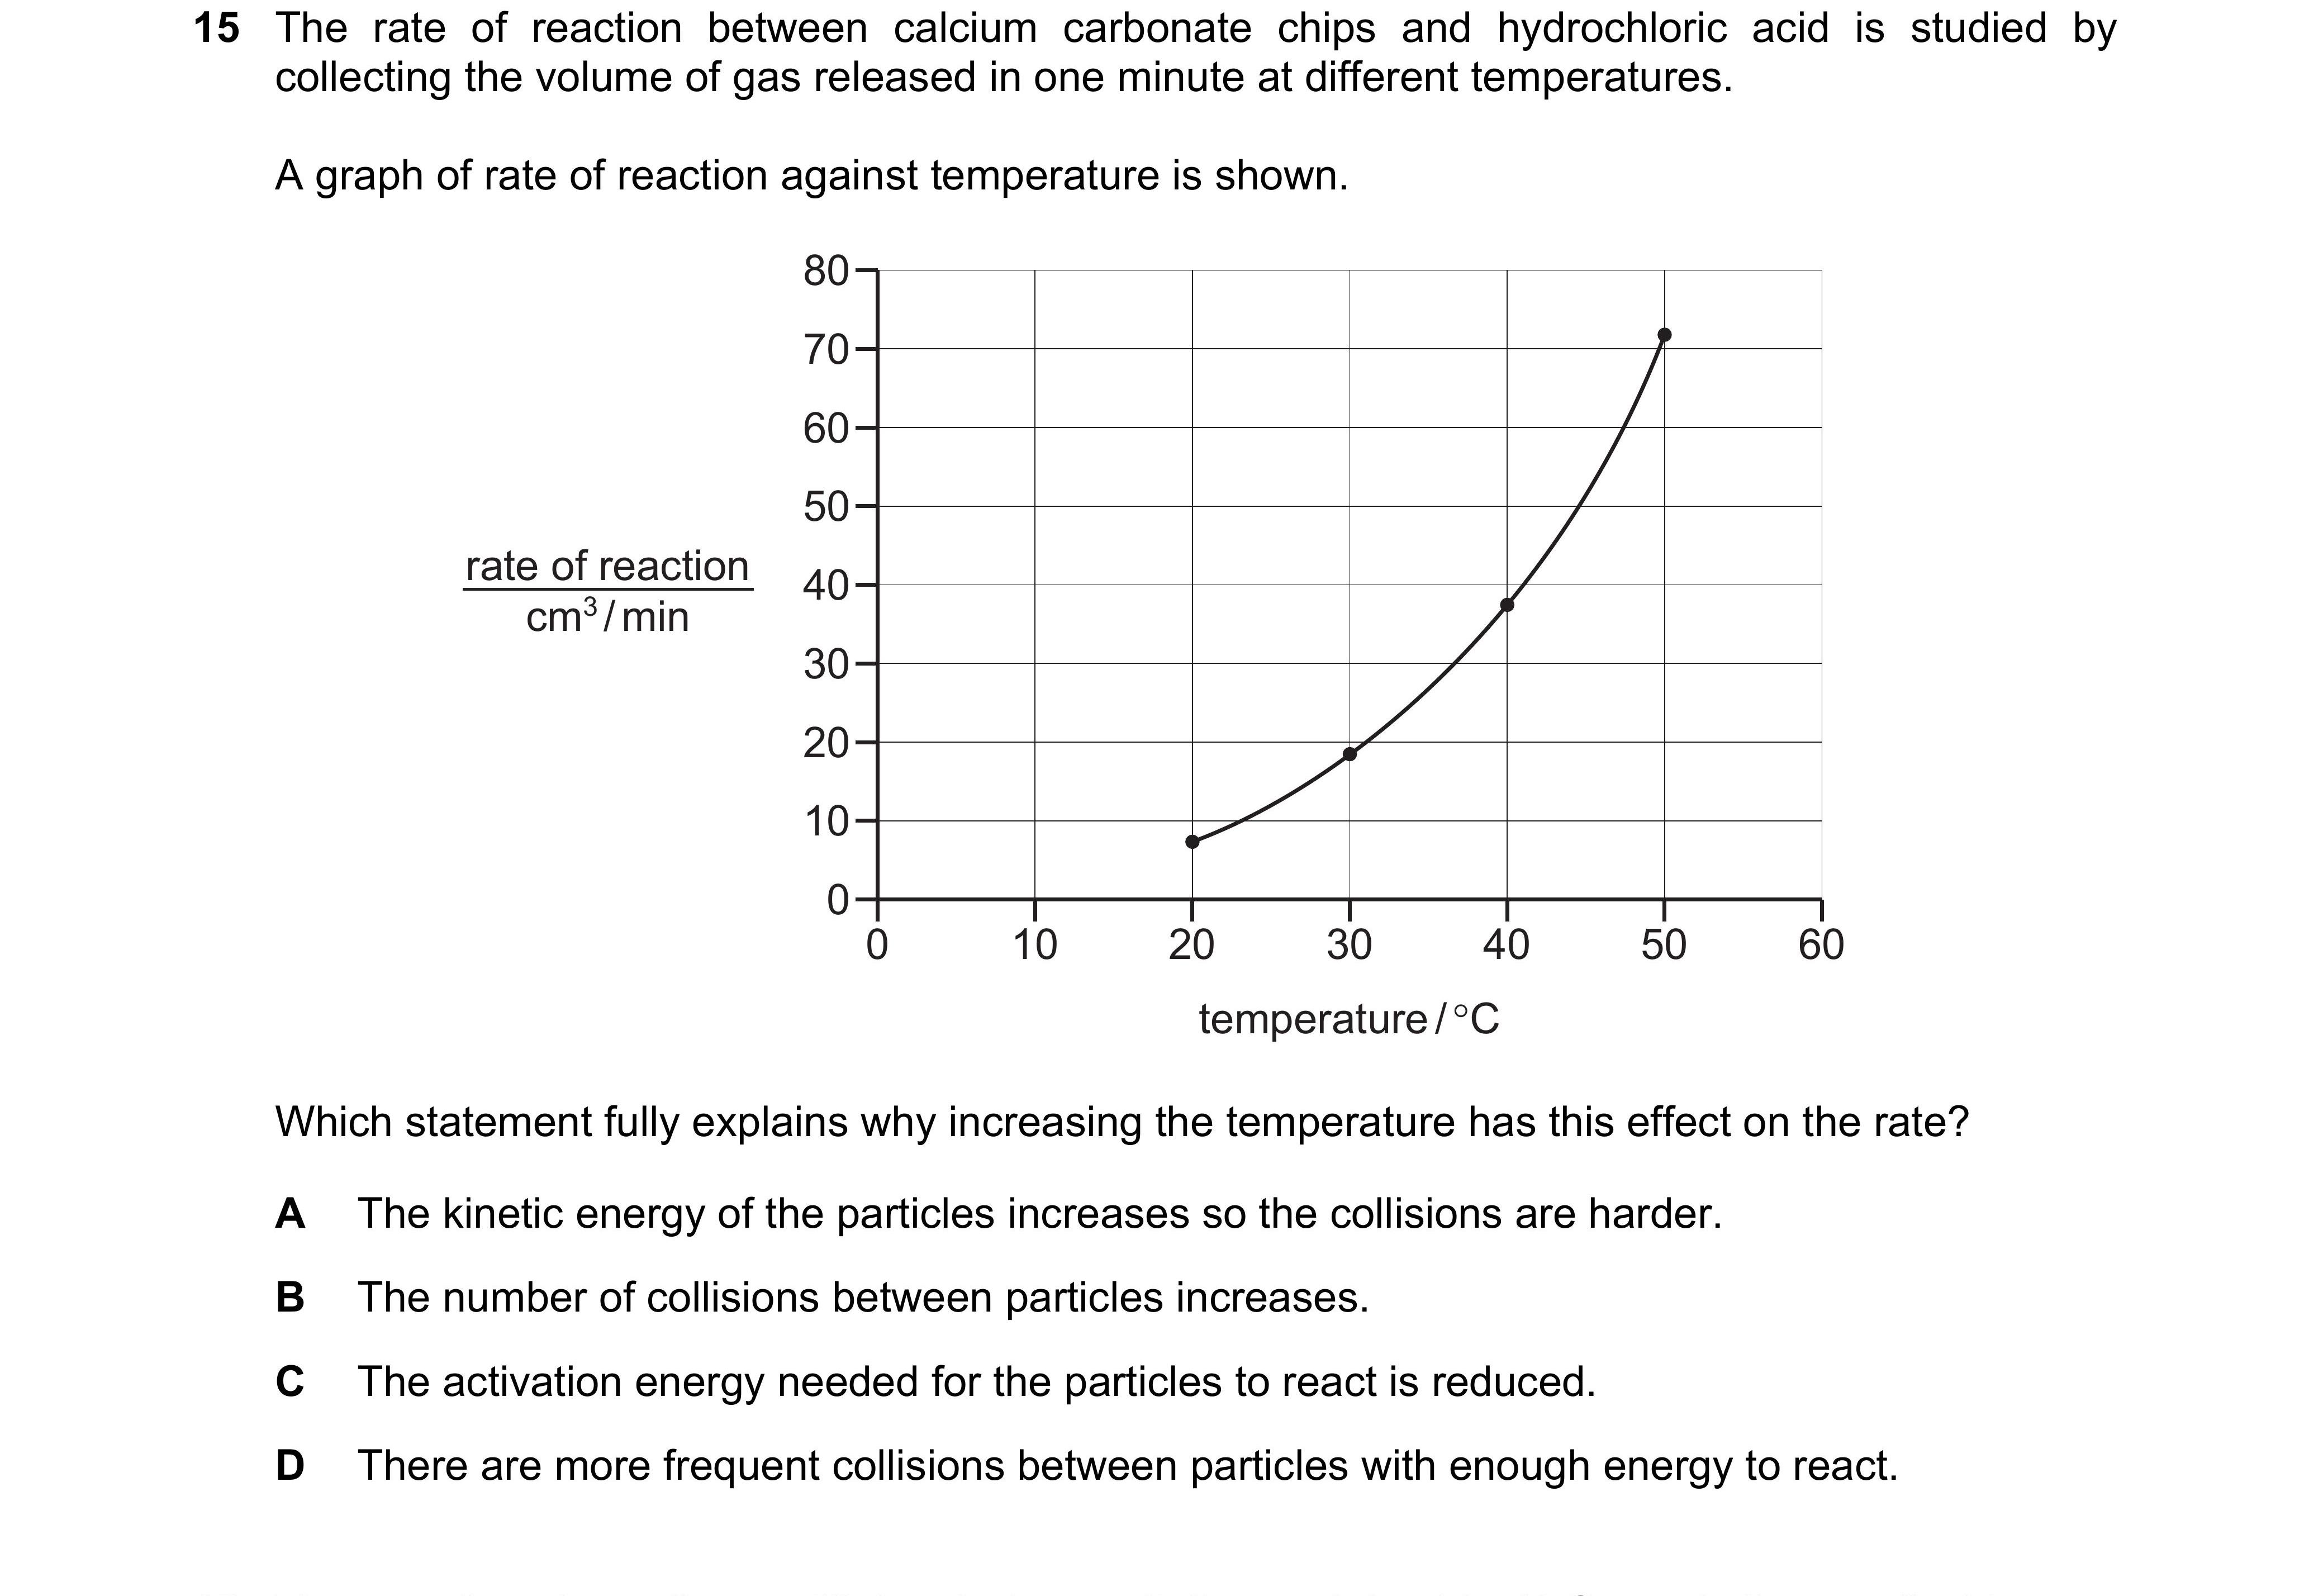 15 The rate of reaction between calcium carbonate chips and hydrochloric acid is studied by
collecting the volume of gas released in one minute at different temperatures.
A graph of rate of reaction against temperature is shown.
80
70
60
50
rate of reaction
cm³/min
40
30
20
10
0
0 10 20 30 40 50 60
temperature/°C
Which statement fully explains why increasing the temperature has this effect on the rate?
A The kinetic energy of the particles increases so the collisions are harder.
B The number of collisions between particles increases.
C The activation energy needed for the particles to react is reduced.
D There are more frequent collisions between particles with enough energy to react.